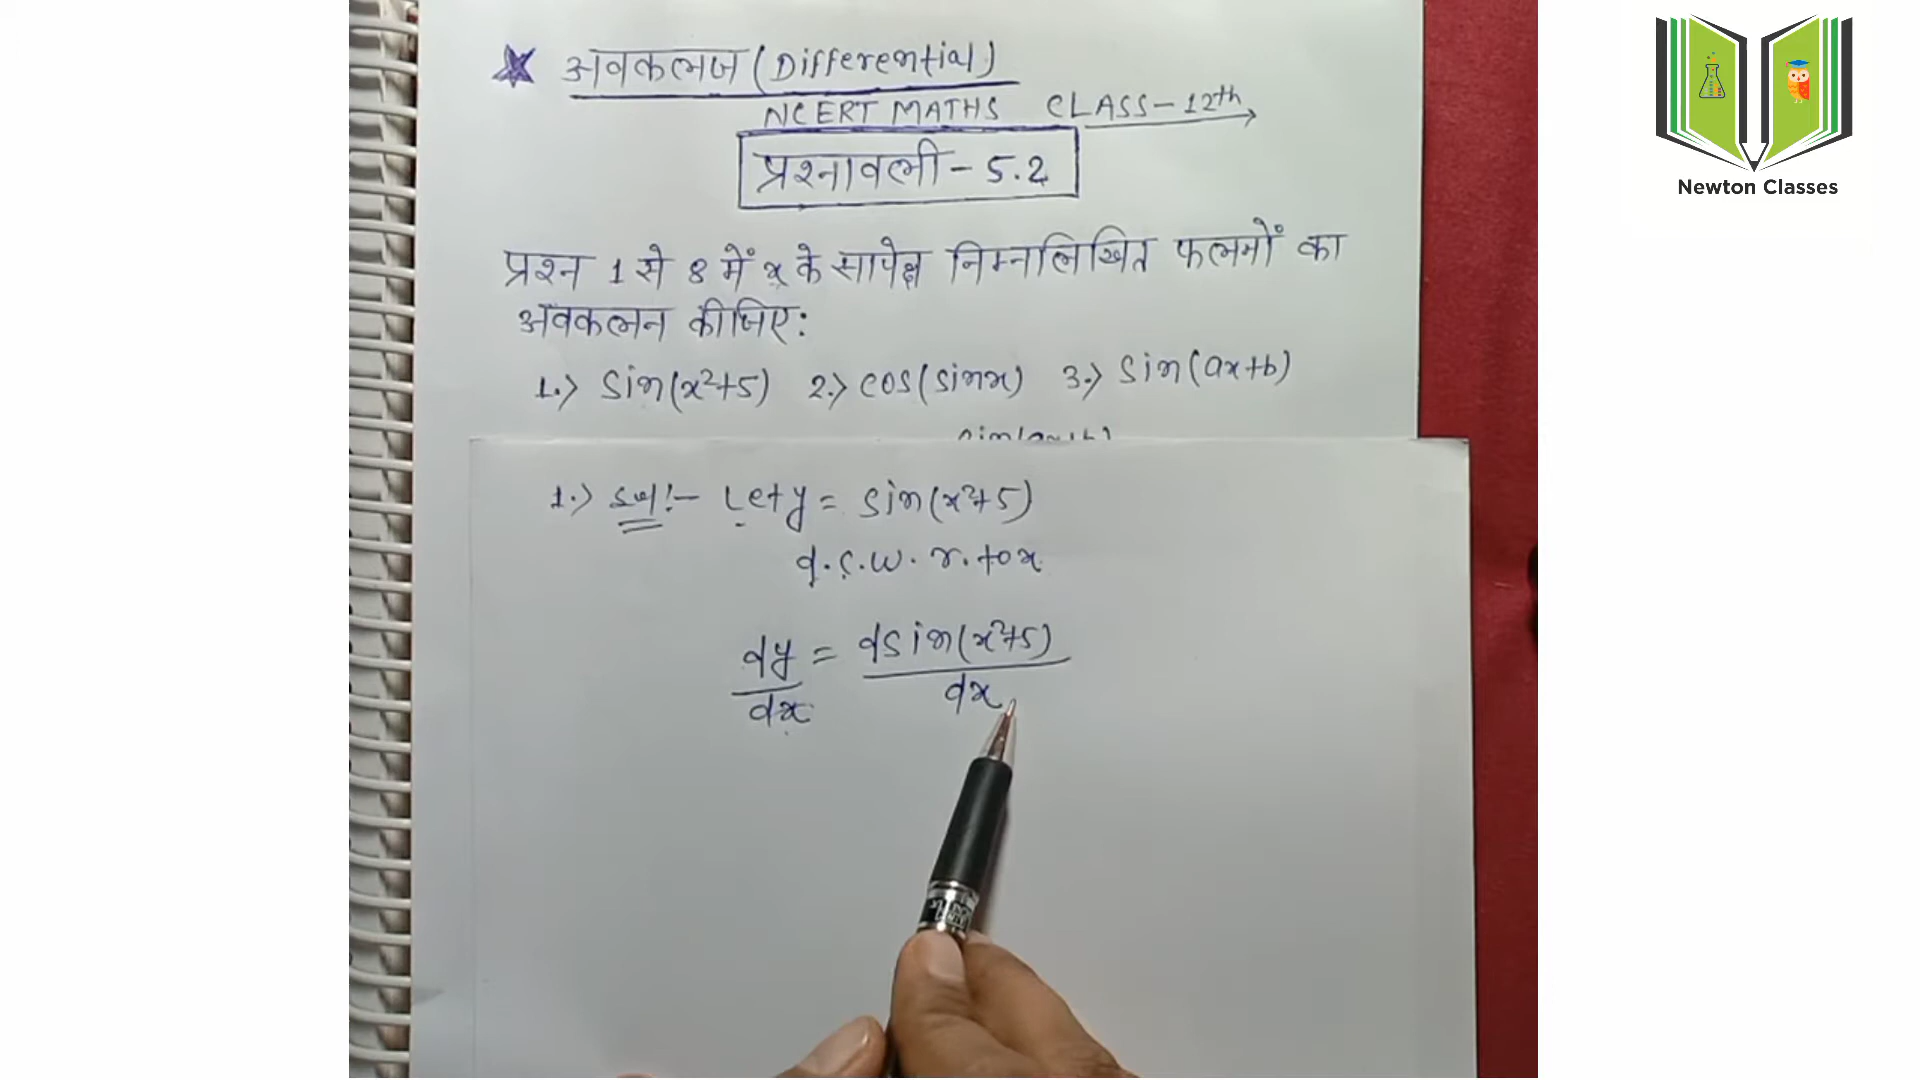 अवकलज (Differential)
NCERT MATHS CLASS-12th
प्रश्नावली - 5.2
प्रश्न 1 से 8 में x के सापेक्ष निम्नलिखित फलनों का
अवकलन कीजिए:
1.> Sin(x²+5) 2.> cos(sinx) 3.> Sin(ax+b)
1.> Sol:- Let y = Sin(x²+5)
d.c.w.r.to x
dy/dx = dsin(x²+5)/dx
Newton Classes